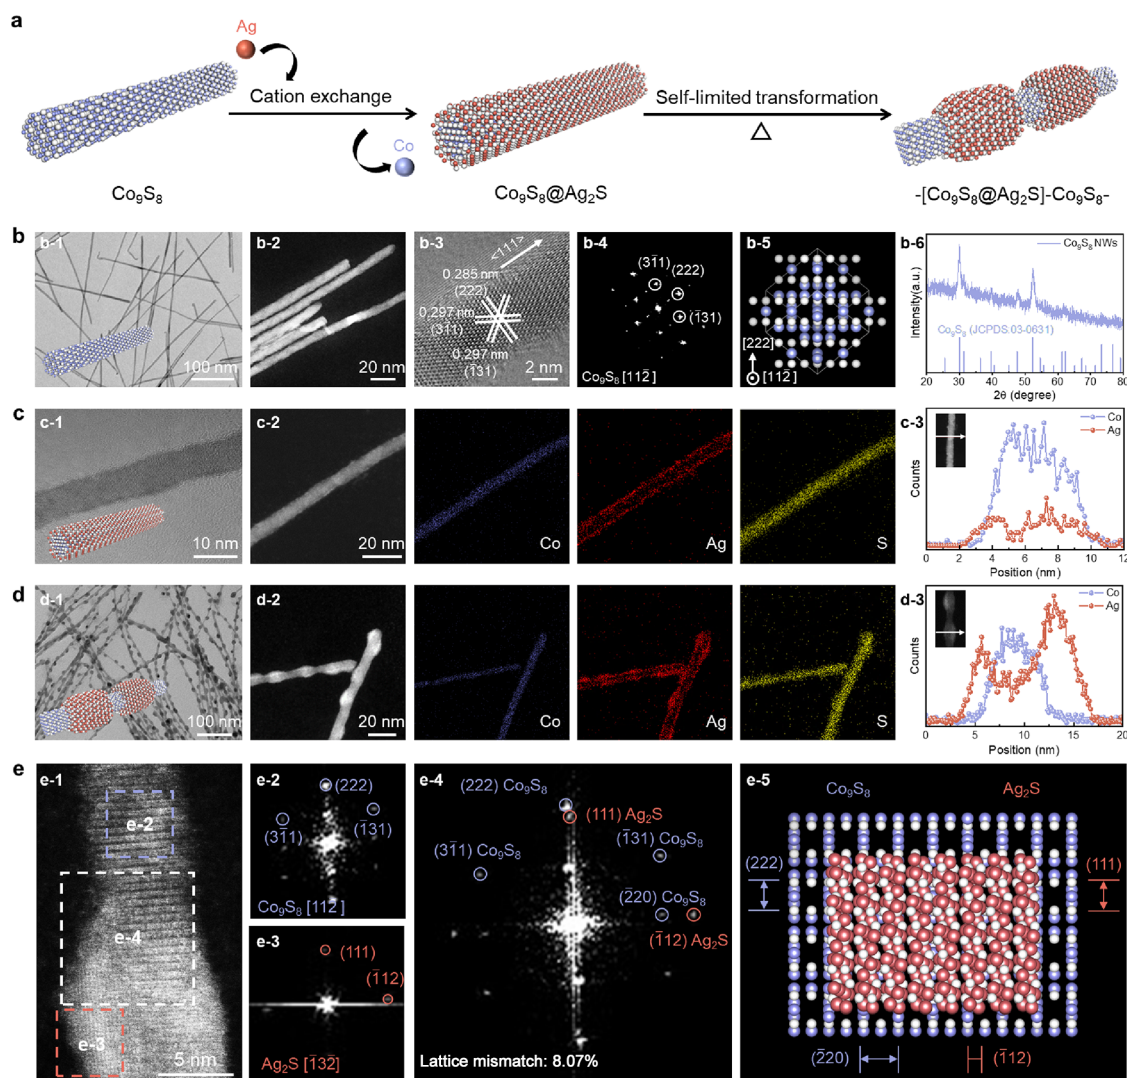 a
Ag
Cation exchange
Self-limited transformation
△
Co
Co₉S₈
Co₉S₈@Ag₂S
-[Co₉S₈@Ag₂S]-Co₉S₈-
b
b-1
100 nm
b-2
20 nm
b-3
<111>
0.285 nm
(222)
0.297 nm
(31̄1)
0.297 nm
(1̄31)
2 nm
b-4
(31̄1)
(222)
(1̄31)
Co₉S₈ [112̄]
b-5
[222]
[112̄]
b-6
Co₉S₈ NWs
Intensity(a.u.)
Co₉S₈ (JCPDS:03-0631)
20 30 40 50 60 70 80
2θ (degree)
c
c-1
10 nm
c-2
20 nm
Co
Ag
S
c-3
Co
Ag
Counts
0 2 4 6 8 10 12
Position (nm)
d
d-1
100 nm
d-2
20 nm
Co
Ag
S
d-3
Co
Ag
Counts
0 5 10 15 20
Position (nm)
e
e-1
e-2
e-4
e-3
5 nm
e-2
(222)
(31̄1)
(1̄31)
Co₉S₈ [112̄]
e-3
(111)
(1̄12)
Ag₂S [1̄32̄]
e-4
(222) Co₉S₈
(111) Ag₂S
(1̄31) Co₉S₈
(31̄1) Co₉S₈
(2̄20) Co₉S₈
(1̄12) Ag₂S
Lattice mismatch: 8.07%
e-5
Co₉S₈
Ag₂S
(222)
(111)
(2̄20)
(1̄12)